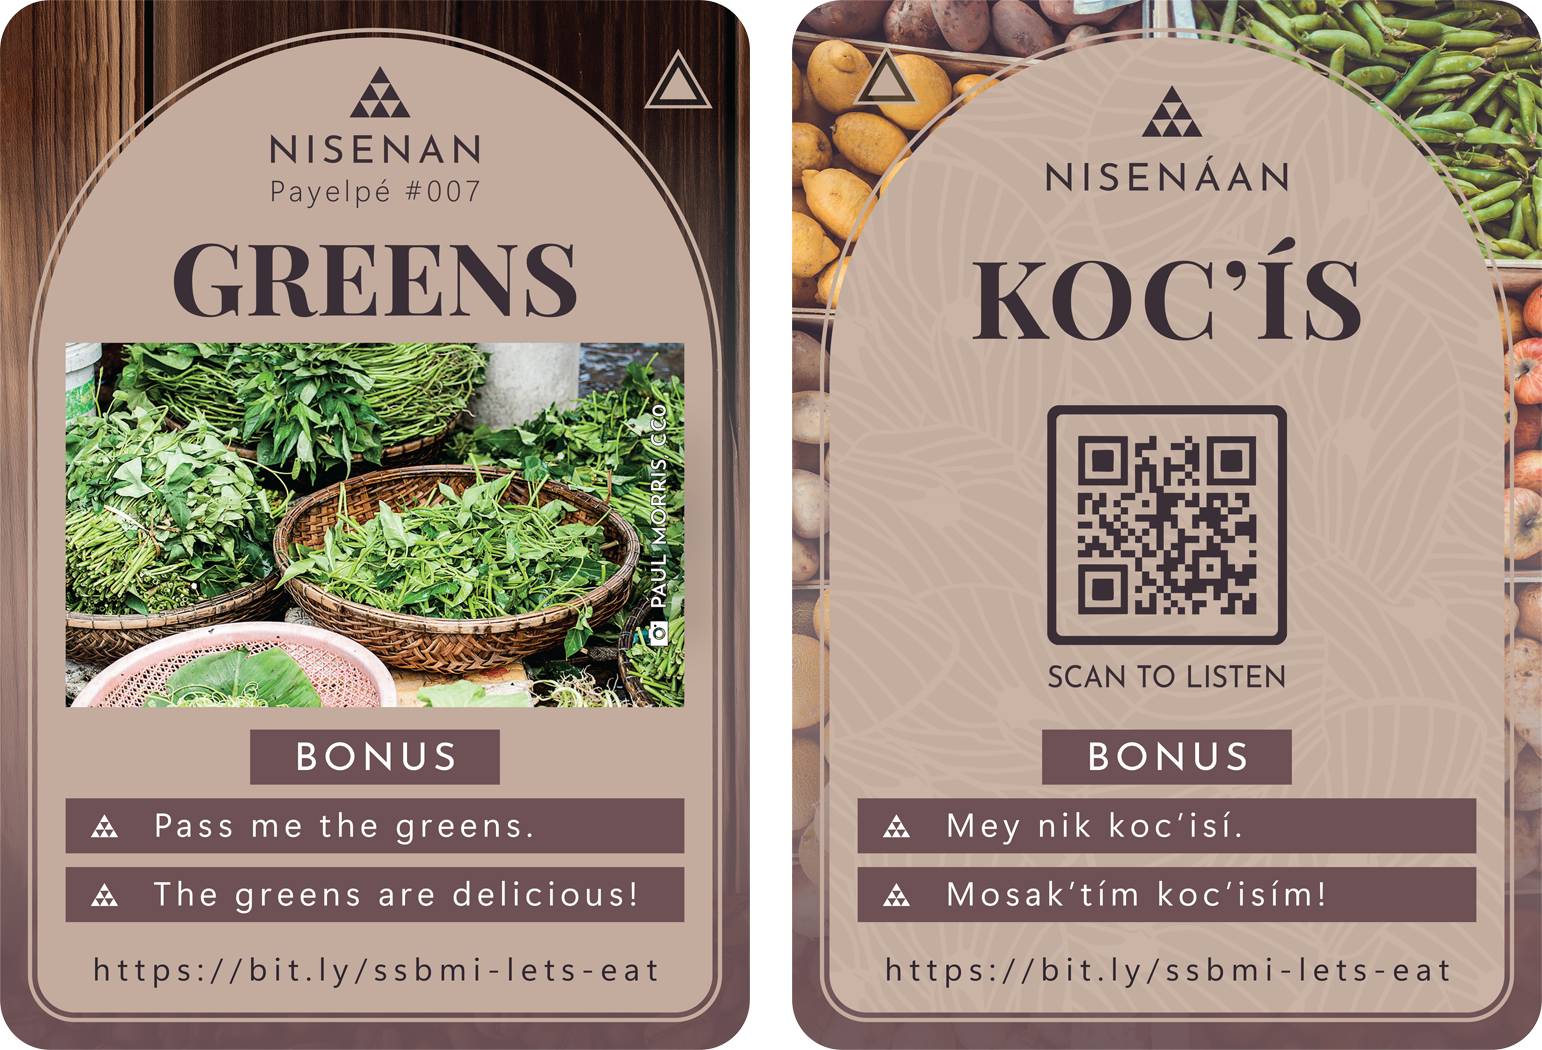 NISENAN
Payelpé #007
GREENS
PAUL MORRIS CC0
BONUS
Pass me the greens.
The greens are delicious!
https://bit.ly/ssbmi-lets-eat
NISENÁAN
KOC’ÍS
SCAN TO LISTEN
BONUS
Mey nik koc’isí.
Mosak’tím koc’isím!
https://bit.ly/ssbmi-lets-eat